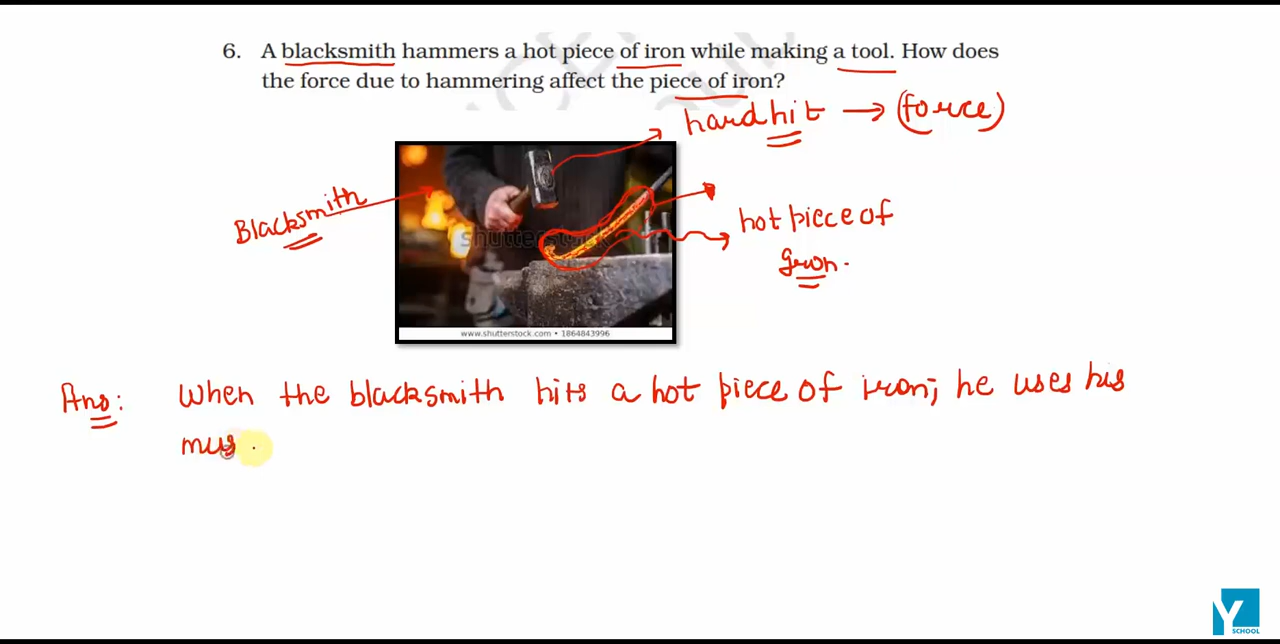 6. A blacksmith hammers a hot piece of iron while making a tool. How does
the force due to hammering affect the piece of iron?
hard hit → (force)
Blacksmith
hot piece of
Iron.
shutterstock
www.shutterstock.com • 1864843996
Ans: When the blacksmith hits a hot piece of iron; he uses his
mus
Y
SCHOOL